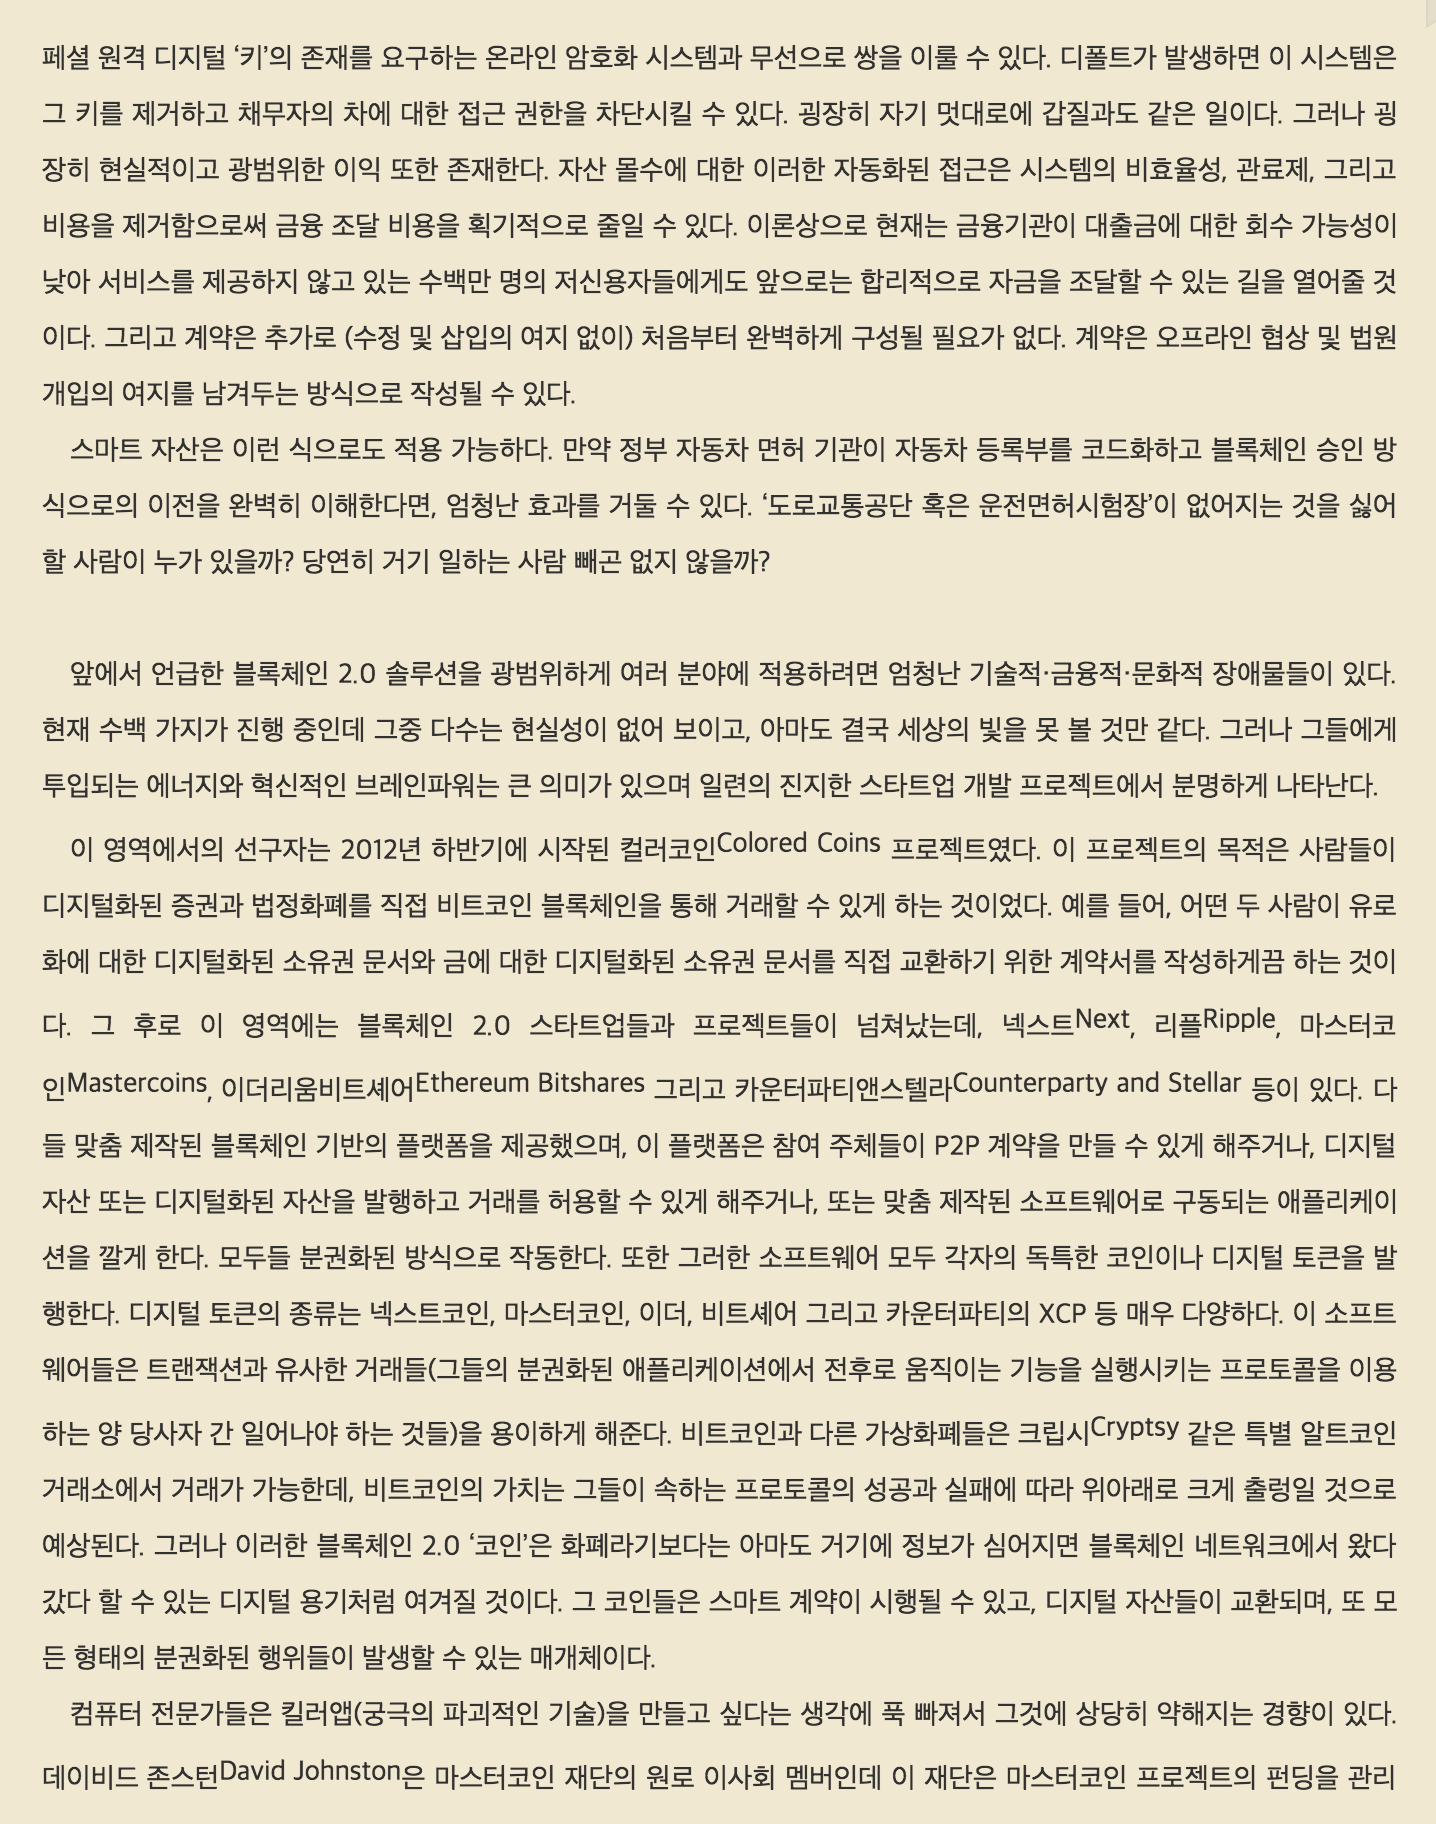 페셜 원격 디지털 ‘키’의 존재를 요구하는 온라인 암호화 시스템과 무선으로 쌍을 이룰 수 있다. 디폴트가 발생하면 이 시스템은
그 키를 제거하고 채무자의 차에 대한 접근 권한을 차단시킬 수 있다. 굉장히 자기 멋대로에 갑질과도 같은 일이다. 그러나 굉
장히 현실적이고 광범위한 이익 또한 존재한다. 자산 몰수에 대한 이러한 자동화된 접근은 시스템의 비효율성, 관료제, 그리고
비용을 제거함으로써 금융 조달 비용을 획기적으로 줄일 수 있다. 이론상으로 현재는 금융기관이 대출금에 대한 회수 가능성이
낮아 서비스를 제공하지 않고 있는 수백만 명의 저신용자들에게도 앞으로는 합리적으로 자금을 조달할 수 있는 길을 열어줄 것
이다. 그리고 계약은 추가로 (수정 및 삽입의 여지 없이) 처음부터 완벽하게 구성될 필요가 없다. 계약은 오프라인 협상 및 법원
개입의 여지를 남겨두는 방식으로 작성될 수 있다.
스마트 자산은 이런 식으로도 적용 가능하다. 만약 정부 자동차 면허 기관이 자동차 등록부를 코드화하고 블록체인 승인 방
식으로의 이전을 완벽히 이해한다면, 엄청난 효과를 거둘 수 있다. ‘도로교통공단 혹은 운전면허시험장’이 없어지는 것을 싫어
할 사람이 누가 있을까? 당연히 거기 일하는 사람 빼곤 없지 않을까?
앞에서 언급한 블록체인 2.0 솔루션을 광범위하게 여러 분야에 적용하려면 엄청난 기술적·금융적·문화적 장애물들이 있다.
현재 수백 가지가 진행 중인데 그중 다수는 현실성이 없어 보이고, 아마도 결국 세상의 빛을 못 볼 것만 같다. 그러나 그들에게
투입되는 에너지와 혁신적인 브레인파워는 큰 의미가 있으며 일련의 진지한 스타트업 개발 프로젝트에서 분명하게 나타난다.
이 영역에서의 선구자는 2012년 하반기에 시작된 컬러코인Colored Coins 프로젝트였다. 이 프로젝트의 목적은 사람들이
디지털화된 증권과 법정화폐를 직접 비트코인 블록체인을 통해 거래할 수 있게 하는 것이었다. 예를 들어, 어떤 두 사람이 유로
화에 대한 디지털화된 소유권 문서와 금에 대한 디지털화된 소유권 문서를 직접 교환하기 위한 계약서를 작성하게끔 하는 것이
다. 그 후로 이 영역에는 블록체인 2.0 스타트업들과 프로젝트들이 넘쳐났는데, 넥스트Next, 리플Ripple, 마스터코
인Mastercoins, 이더리움비트셰어Ethereum Bitshares 그리고 카운터파티앤스텔라Counterparty and Stellar 등이 있다. 다
들 맞춤 제작된 블록체인 기반의 플랫폼을 제공했으며, 이 플랫폼은 참여 주체들이 P2P 계약을 만들 수 있게 해주거나, 디지털
자산 또는 디지털화된 자산을 발행하고 거래를 허용할 수 있게 해주거나, 또는 맞춤 제작된 소프트웨어로 구동되는 애플리케이
션을 깔게 한다. 모두들 분권화된 방식으로 작동한다. 또한 그러한 소프트웨어 모두 각자의 독특한 코인이나 디지털 토큰을 발
행한다. 디지털 토큰의 종류는 넥스트코인, 마스터코인, 이더, 비트셰어 그리고 카운터파티의 XCP 등 매우 다양하다. 이 소프트
웨어들은 트랜잭션과 유사한 거래들(그들의 분권화된 애플리케이션에서 전후로 움직이는 기능을 실행시키는 프로토콜을 이용
하는 양 당사자 간 일어나야 하는 것들)을 용이하게 해준다. 비트코인과 다른 가상화폐들은 크립시Cryptsy 같은 특별 알트코인
거래소에서 거래가 가능한데, 비트코인의 가치는 그들이 속하는 프로토콜의 성공과 실패에 따라 위아래로 크게 출렁일 것으로
예상된다. 그러나 이러한 블록체인 2.0 ‘코인’은 화폐라기보다는 아마도 거기에 정보가 심어지면 블록체인 네트워크에서 왔다
갔다 할 수 있는 디지털 용기처럼 여겨질 것이다. 그 코인들은 스마트 계약이 시행될 수 있고, 디지털 자산들이 교환되며, 또 모
든 형태의 분권화된 행위들이 발생할 수 있는 매개체이다.
컴퓨터 전문가들은 킬러앱(궁극의 파괴적인 기술)을 만들고 싶다는 생각에 푹 빠져서 그것에 상당히 약해지는 경향이 있다.
데이비드 존스턴David Johnston은 마스터코인 재단의 원로 이사회 멤버인데 이 재단은 마스터코인 프로젝트의 펀딩을 관리